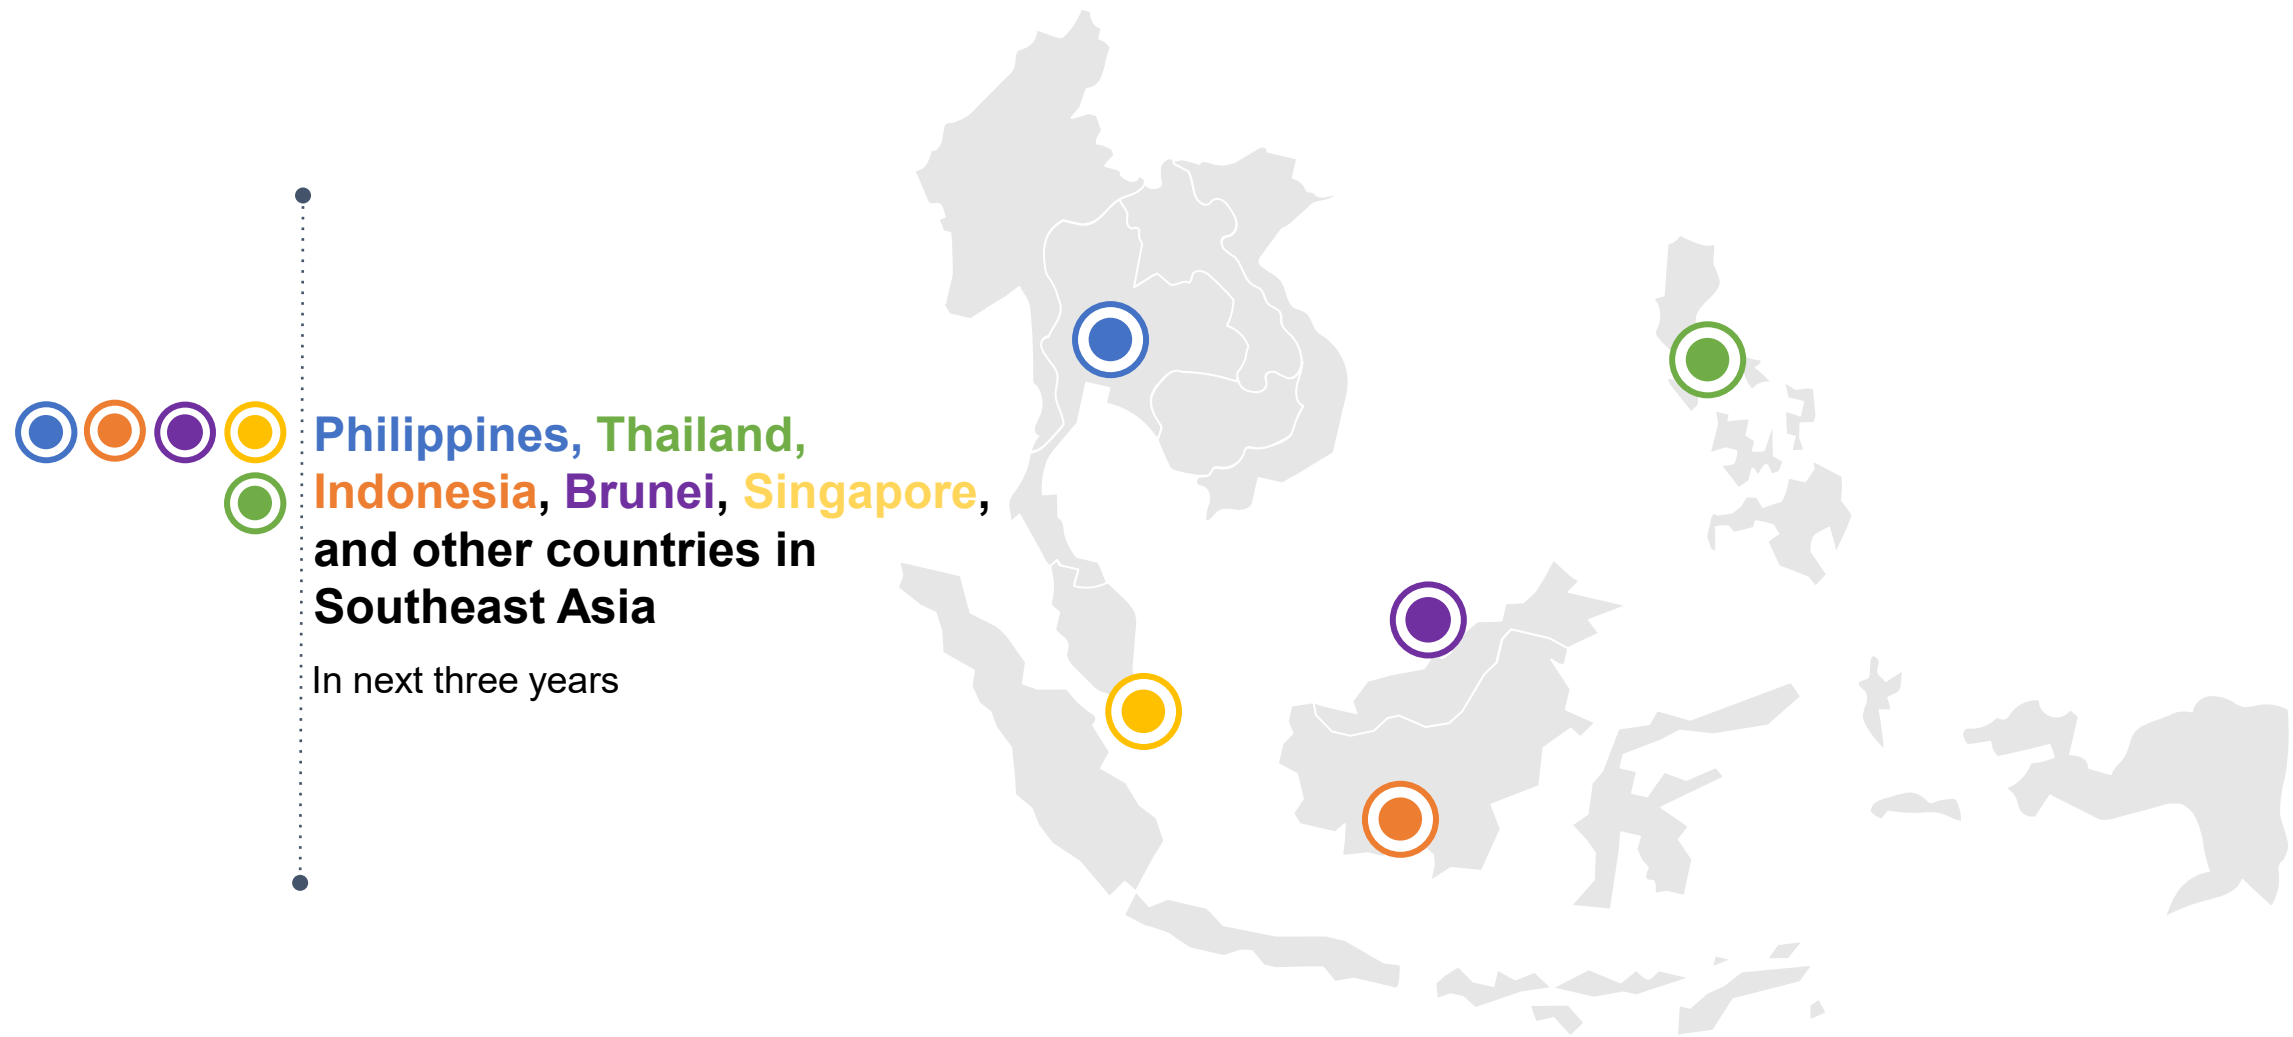 Philippines, Thailand,
Indonesia, Brunei, Singapore,
and other countries in
Southeast Asia
In next three years